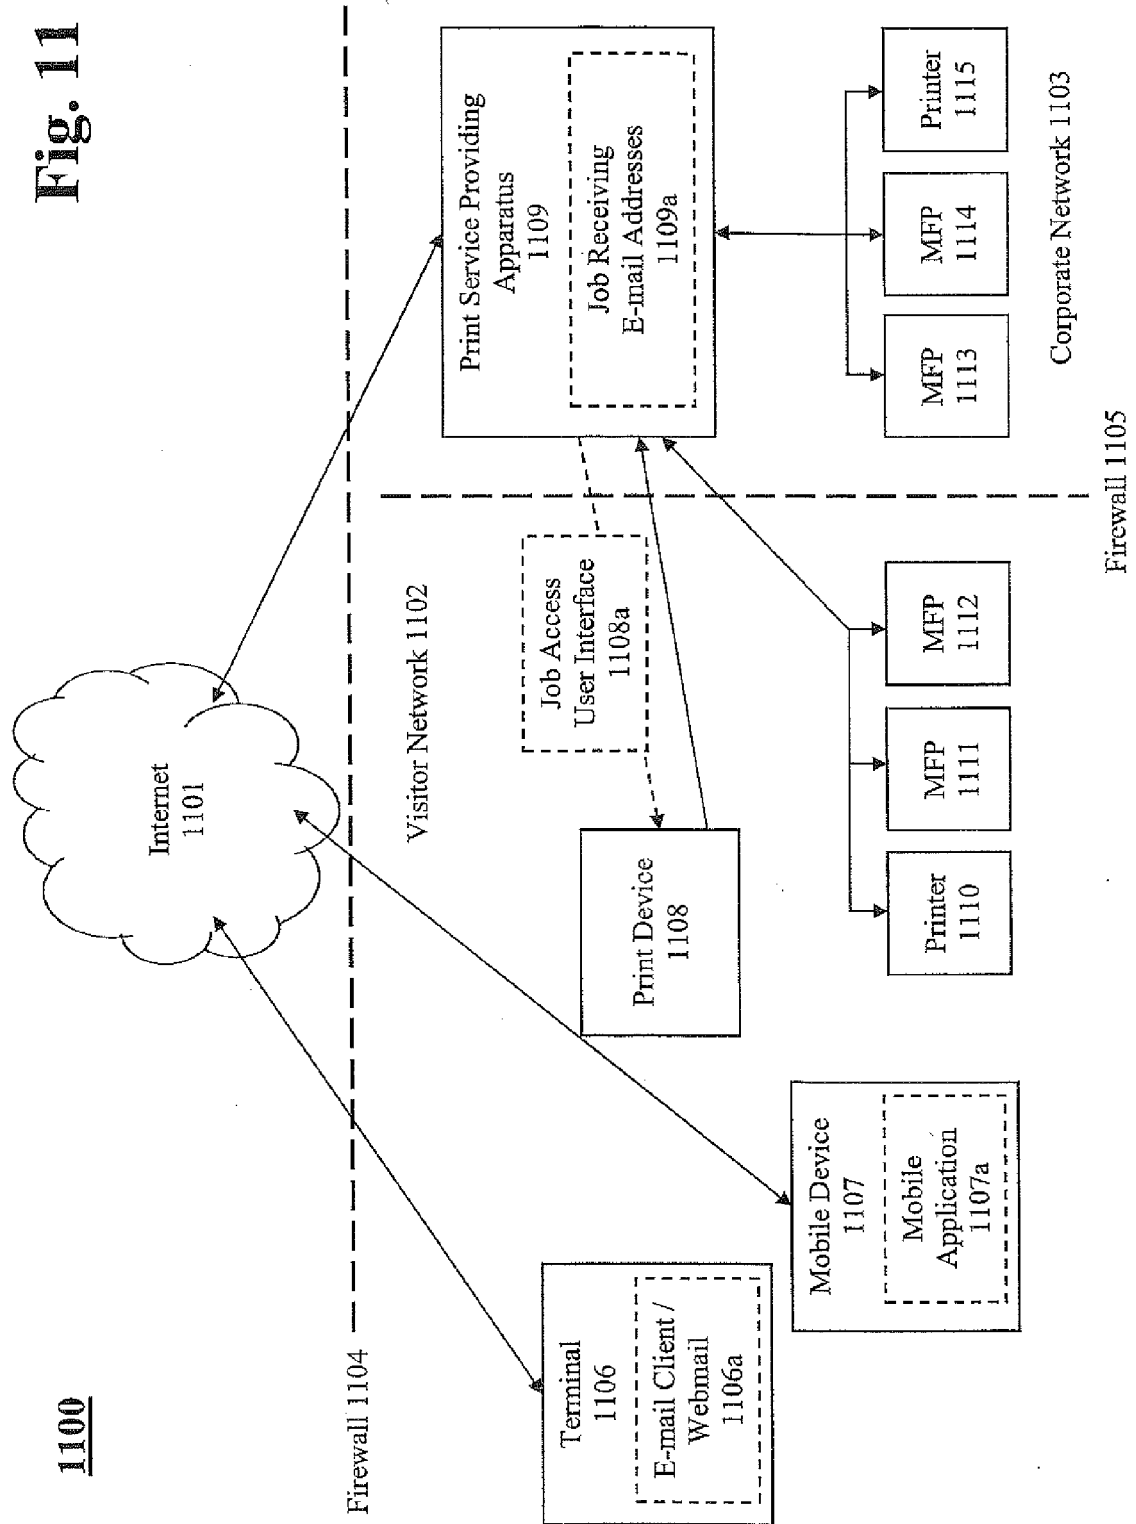 Fig. 11
1100
Internet
1101
Firewall 1104
Visitor Network 1102
Terminal
1106
E-mail Client /
Webmail
1106a
Mobile Device
1107
Mobile
Application
1107a
Print Device
1108
Job Access
User Interface
1108a
Print Service Providing
Apparatus
1109
Job Receiving
E-mail Addresses
1109a
Printer
1110
MFP
1111
MFP
1112
MFP
1113
MFP
1114
Printer
1115
Firewall 1105
Corporate Network 1103